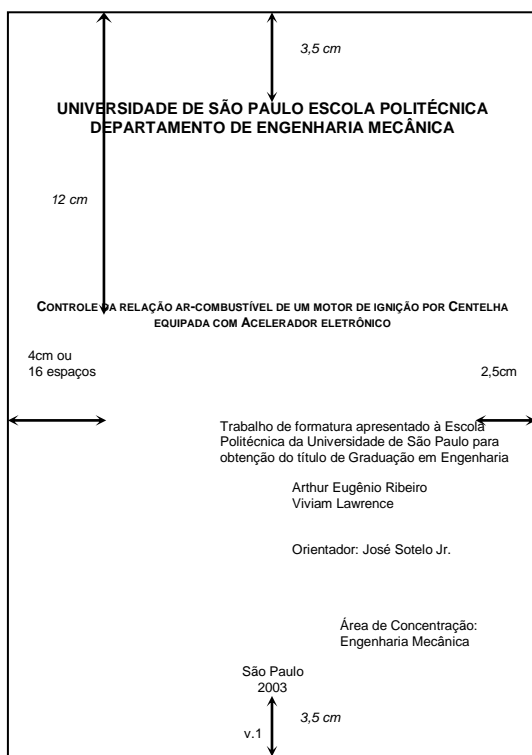 3,5 cm
UNIVERSIDADE DE SÃO PAULO ESCOLA POLITÉCNICA
DEPARTAMENTO DE ENGENHARIA MECÂNICA
12 cm
CONTROLE DA RELAÇÃO AR-COMBUSTÍVEL DE UM MOTOR DE IGNIÇÃO POR CENTELHA
EQUIPADA COM ACELERADOR ELETRÔNICO
4cm ou
16 espaços
2,5cm
Trabalho de formatura apresentado à Escola
Politécnica da Universidade de São Paulo para
obtenção do título de Graduação em Engenharia
Arthur Eugênio Ribeiro
Viviam Lawrence
Orientador: José Sotelo Jr.
Área de Concentração:
Engenharia Mecânica
São Paulo
2003
3,5 cm
v.1